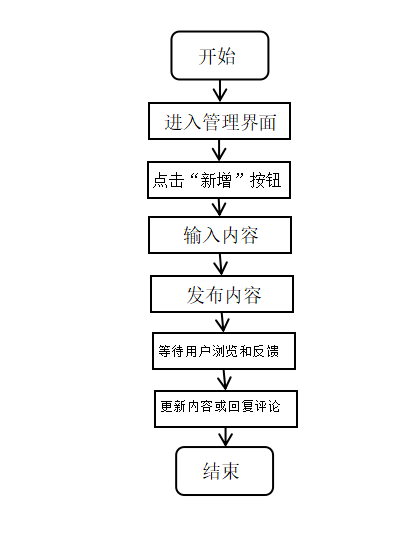 开始
进入管理界面
点击“新增”按钮
输入内容
发布内容
等待用户浏览和反馈
更新内容或回复评论
结束